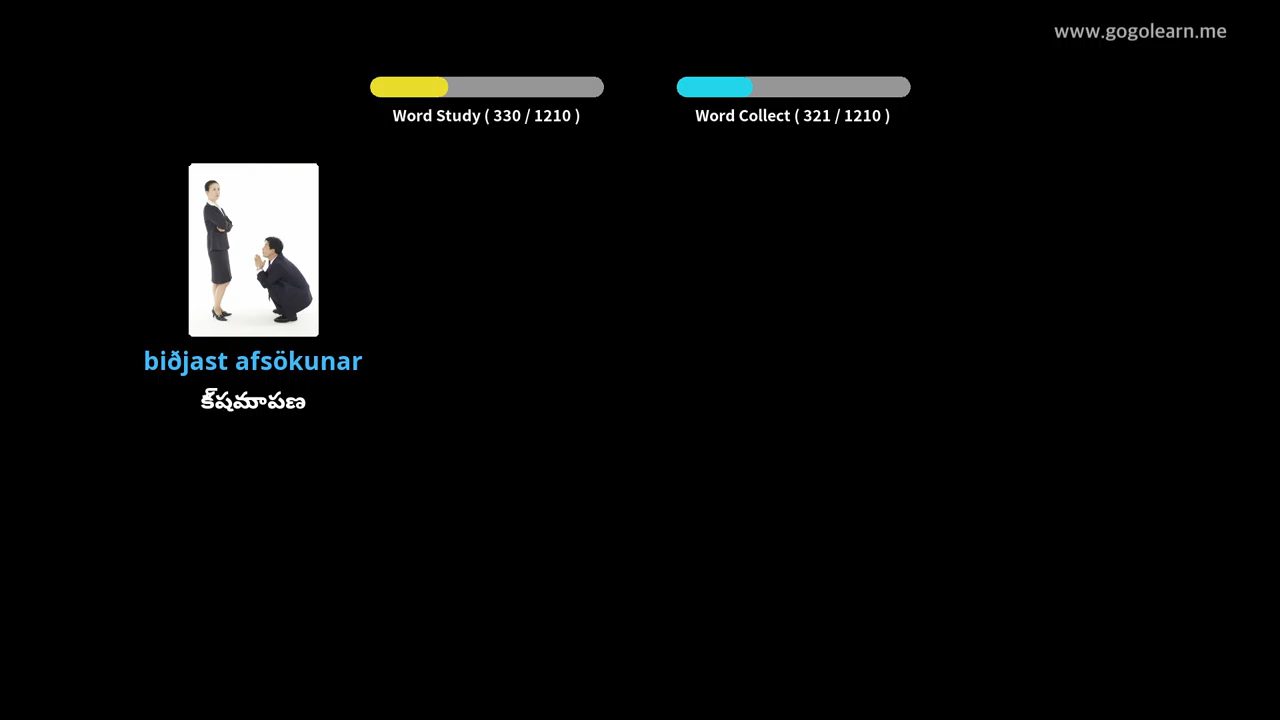 www.gogolearn.me
Word Study ( 330 / 1210 )
Word Collect ( 321 / 1210 )
biðjast afsökunar
క్షమాపణ